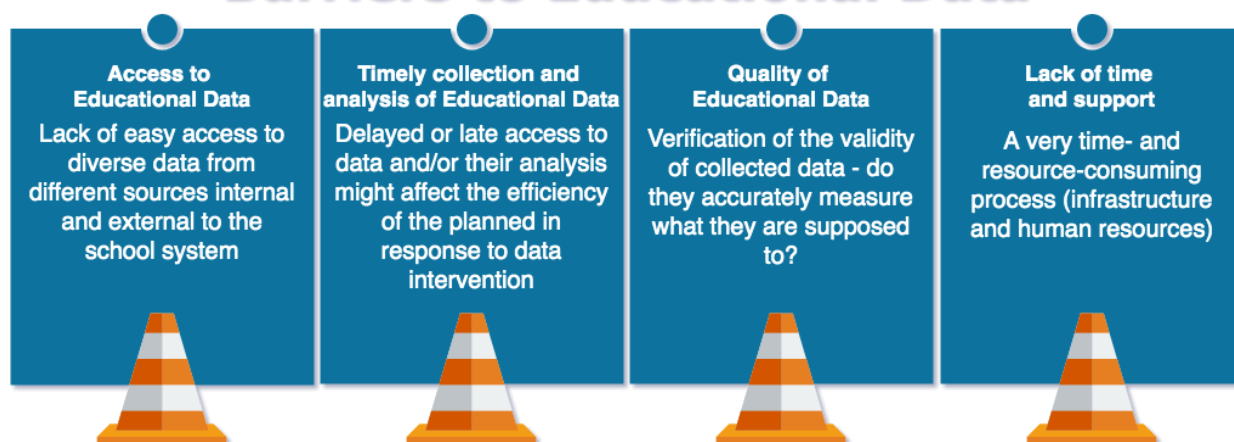 Barriers to Educational Data
Access to
Educational Data
Lack of easy access to
diverse data from
different sources internal
and external to the
school system
Timely collection and
analysis of Educational Data
Delayed or late access to
data and/or their analysis
might affect the efficiency
of the planned in
response to data
intervention
Quality of
Educational Data
Verification of the validity
of collected data - do
they accurately measure
what they are supposed
to?
Lack of time
and support
A very time- and
resource-consuming
process (infrastructure
and human resources)